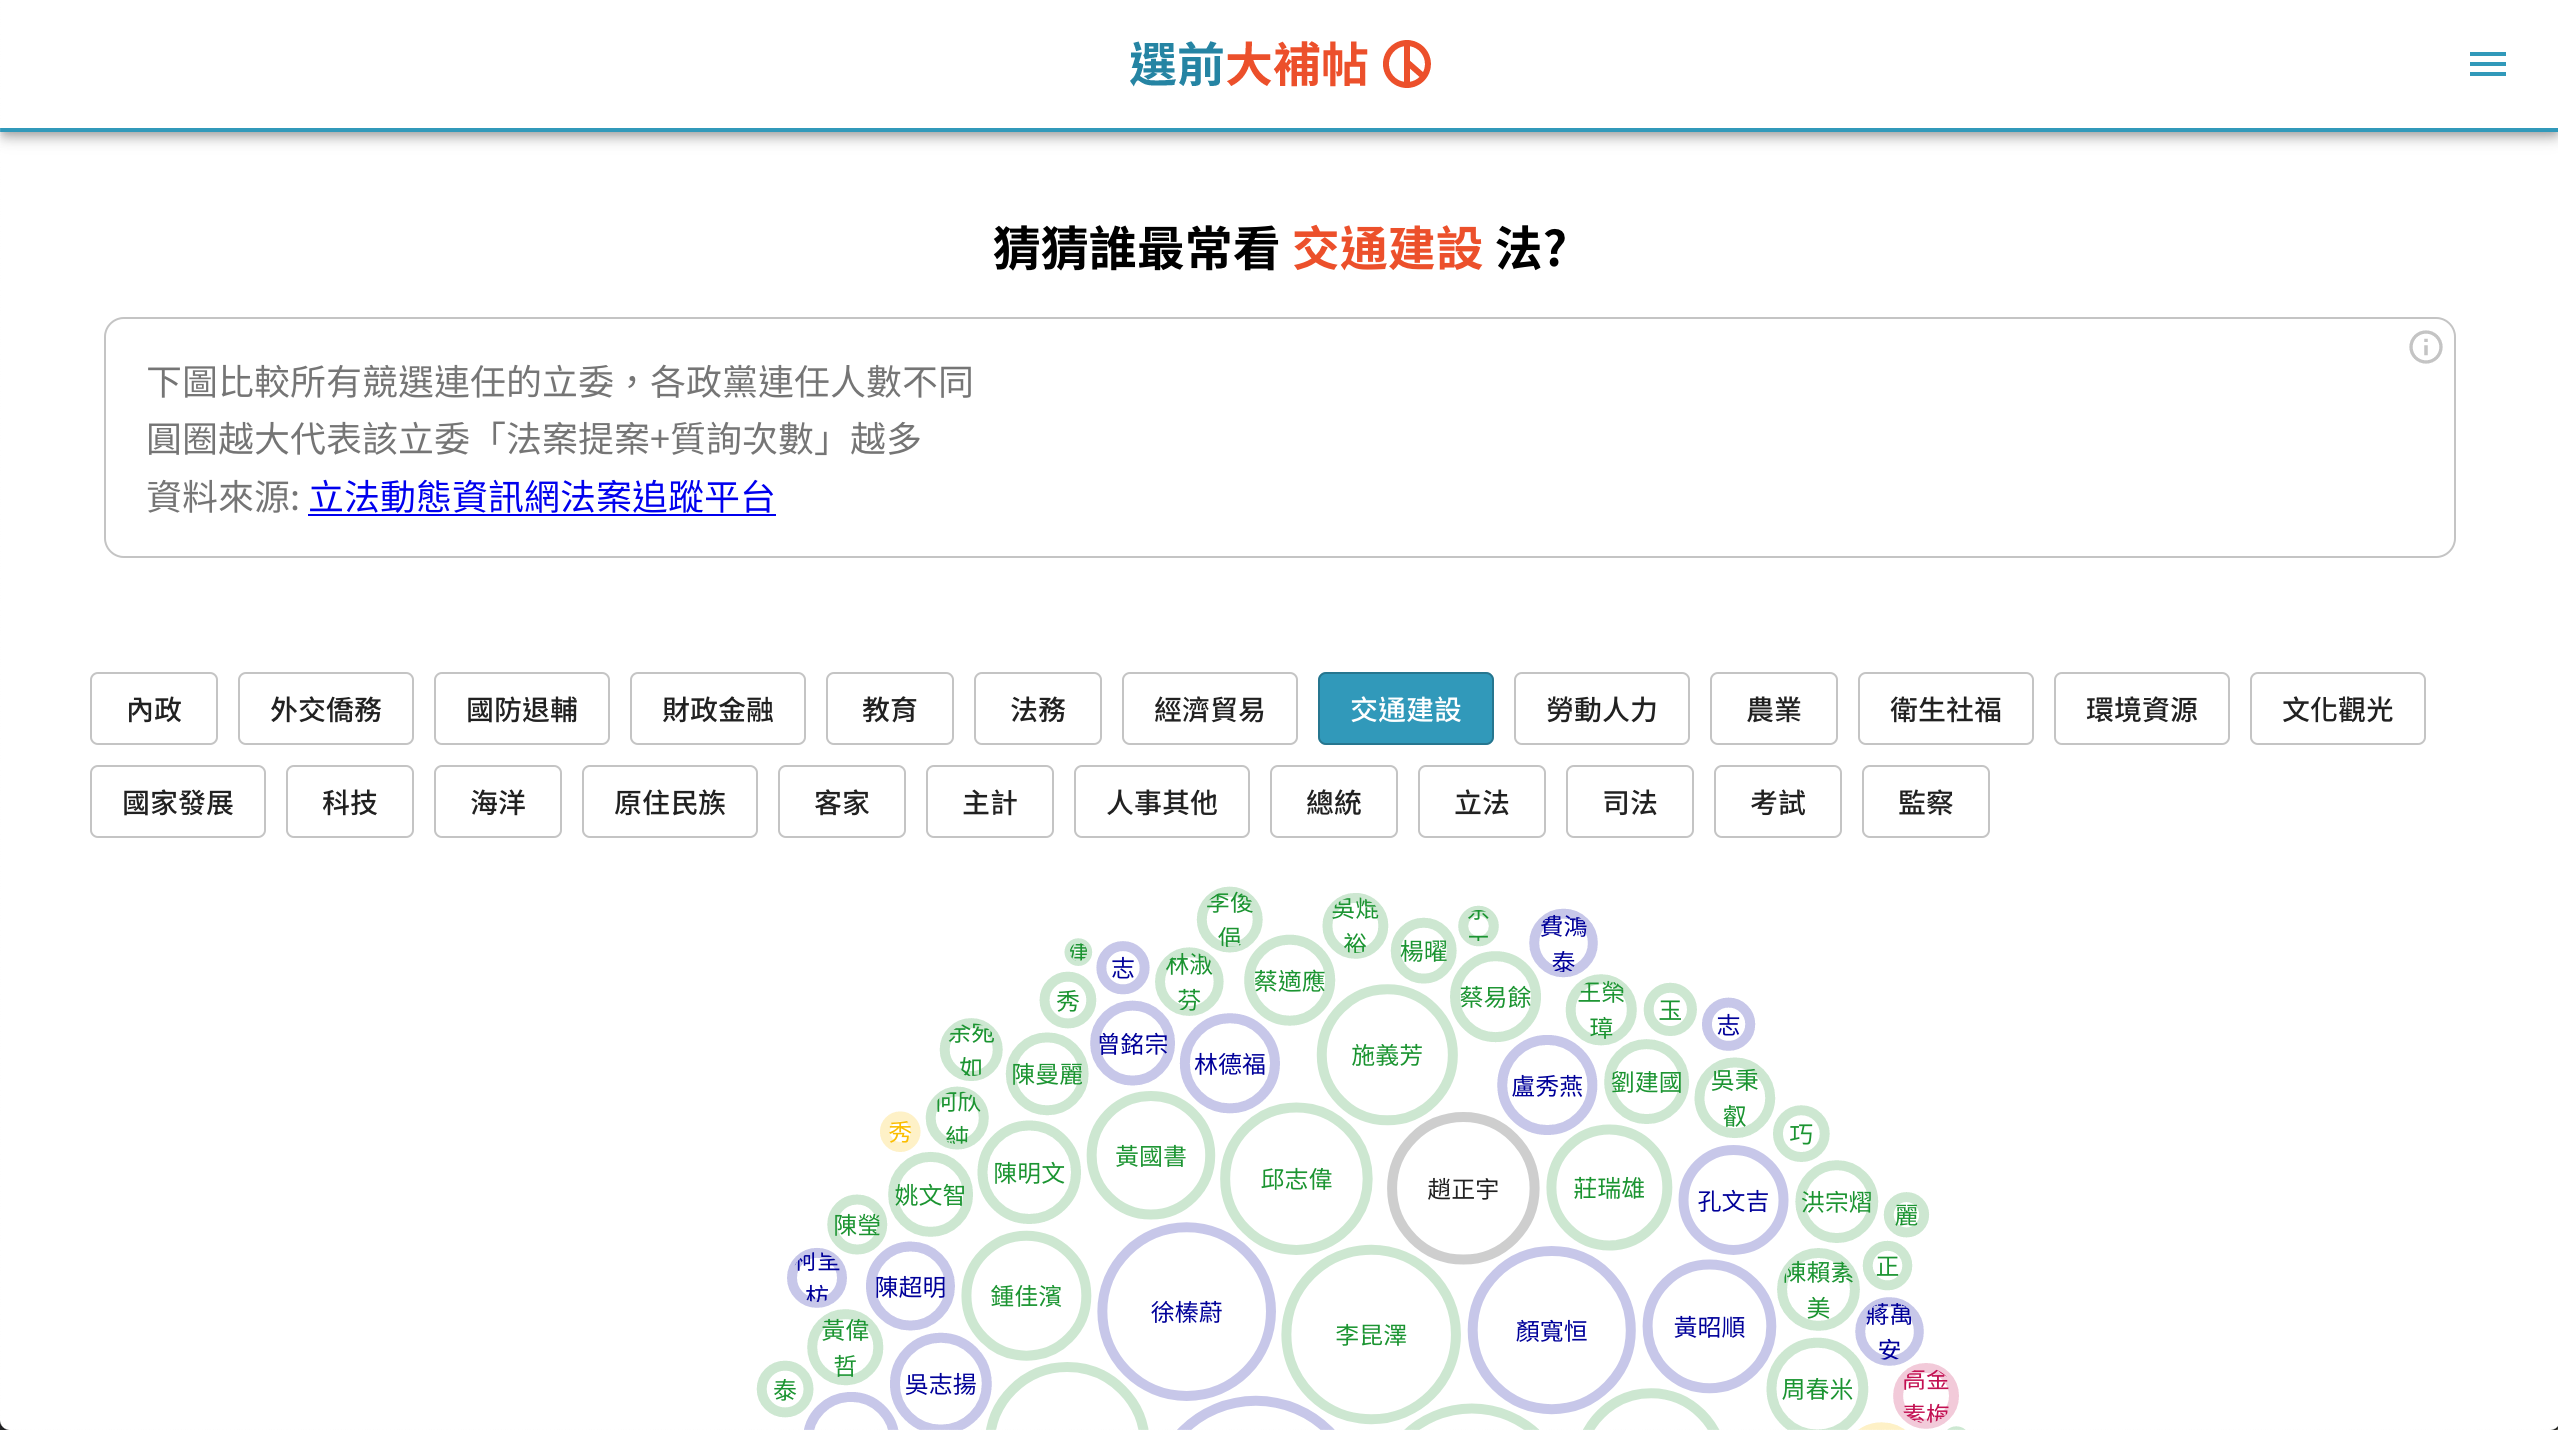 選前大補帖
猜猜誰最常看 交通建設 法?
下圖比較所有競選連任的立委，各政黨連任人數不同
圓圈越大代表該立委「法案提案+質詢次數」越多
資料來源: 立法動態資訊網法案追蹤平台
內政 外交僑務 國防退輔 財政金融 教育 法務 經濟貿易 交通建設 勞動人力 農業 衛生社福 環境資源 文化觀光
國家發展 科技 海洋 原住民族 客家 主計 人事其他 總統 立法 司法 考試 監察
李俊
俋
吳焜
裕
費鴻
泰
楊曜
志
林淑
芬
蔡適應
蔡易餘
秀
王榮
璋
玉
志
余宛
如
陳曼麗
曾銘宗
林德福
施義芳
盧秀燕
劉建國
吳秉
叡
何欣
純
秀
巧
陳明文
黃國書
邱志偉
趙正宇
莊瑞雄
孔文吉
洪宗熠
姚文智
麗
陳瑩
正
陳超明
鍾佳濱
徐榛蔚
李昆澤
顏寬恒
黃昭順
陳賴素
美
蔣萬
安
黃偉
哲
吳志揚
泰
周春米
高金
素梅